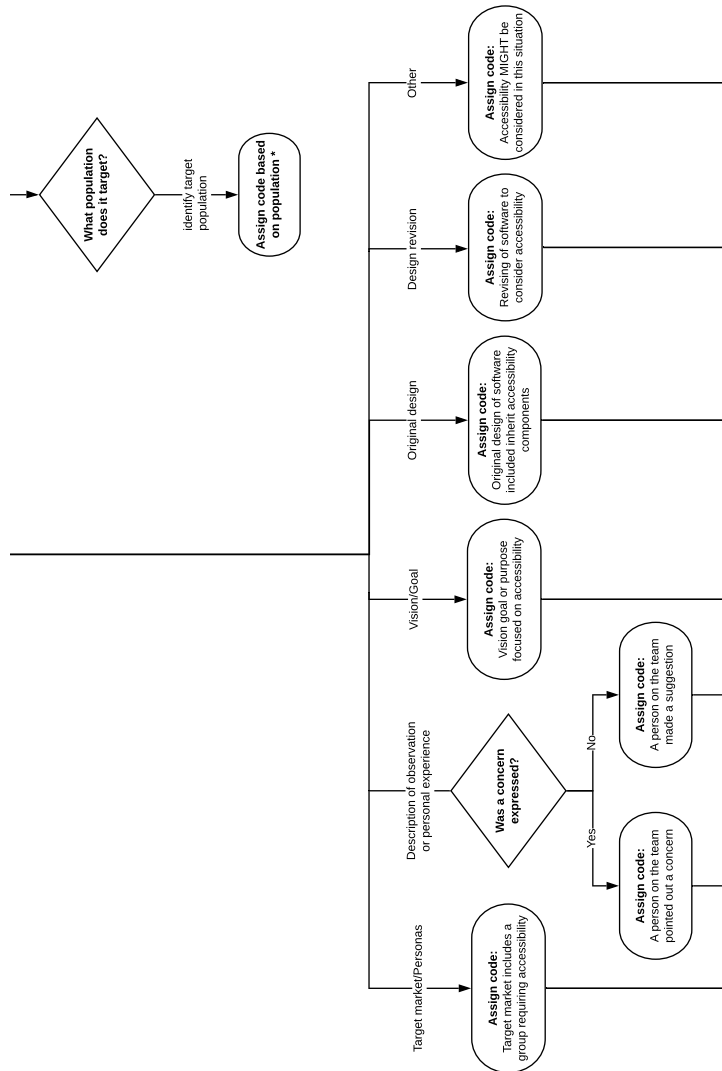 What population
does it target?
identify target
population
Assign code based
on population *
Target market/Personas
Assign code:
Target market includes a
group requiring accessibility
Description of observation
or personal experience
Was a concern
expressed?
Yes
Assign code:
A person on the team
pointed out a concern
No
Assign code:
A person on the team
made a suggestion
Vision/Goal
Assign code:
Vision goal or purpose
focused on accessibility
Original design
Assign code:
Original design of software
included inherit accessibility
components
Design revision
Assign code:
Revising of software to
consider accessibility
Other
Assign code:
Accessibility MIGHT be
considered in this situation